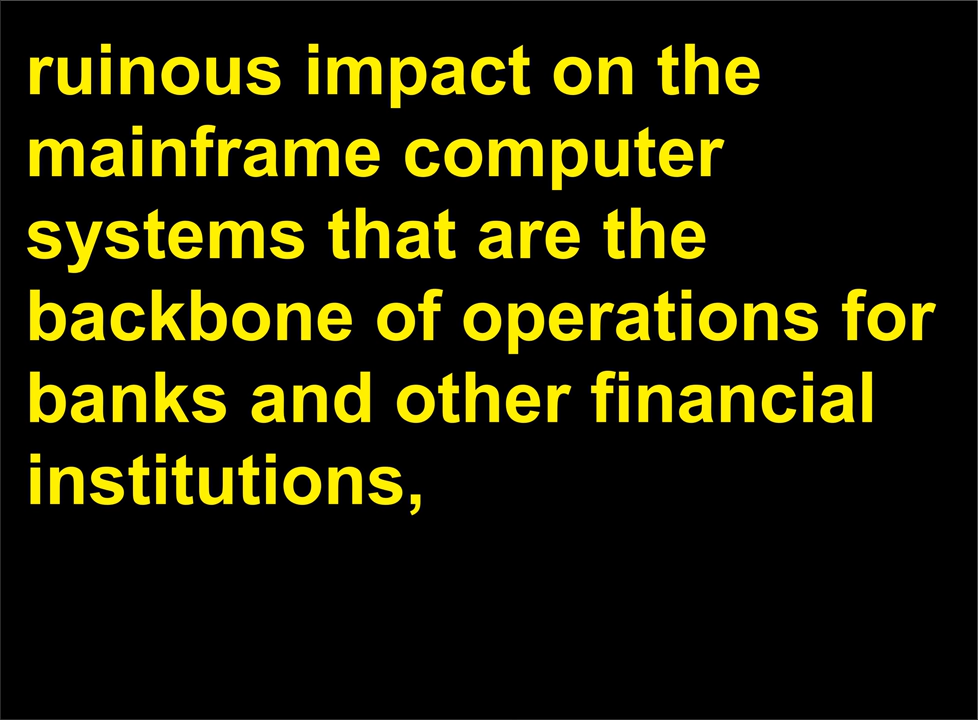 ruinous impact on the
mainframe computer
systems that are the
backbone of operations for
banks and other financial
institutions,